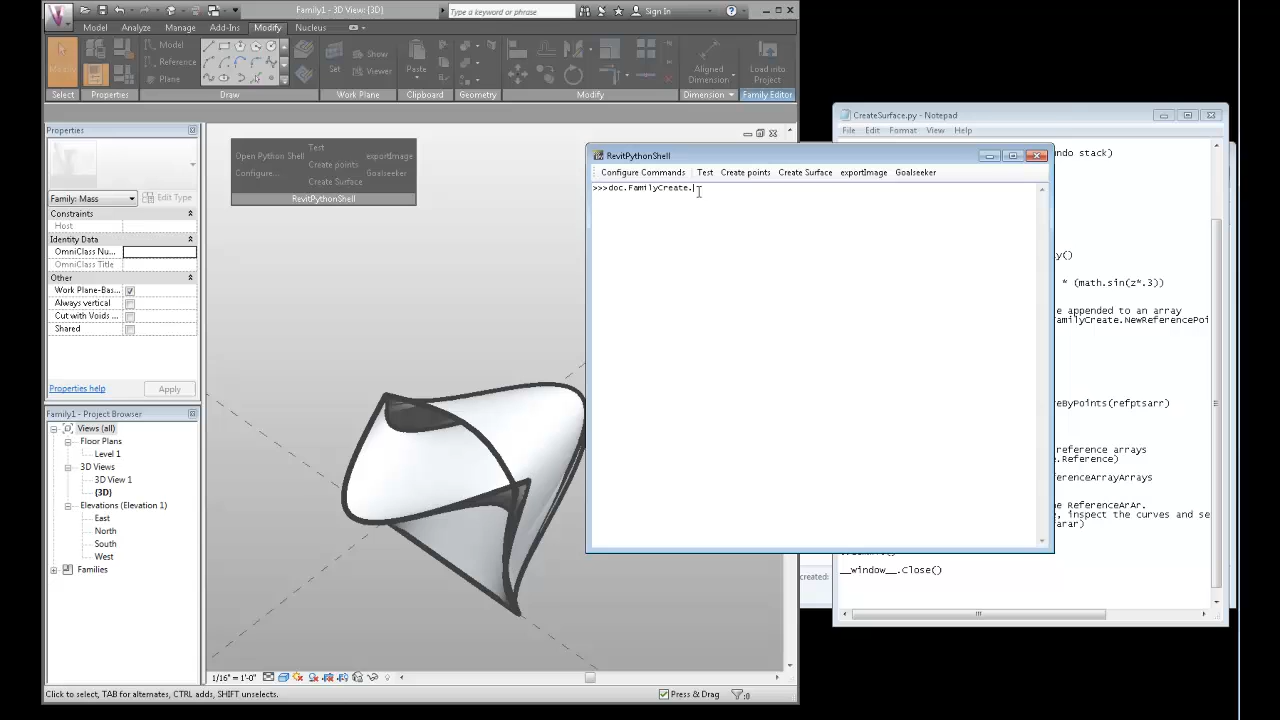 Family1 - 3D View: {3D}
Type a keyword or phrase
Sign In
Model Analyze Manage Add-Ins Modify Nucleus
Modify
Model
Reference
Plane
Set
Show
Viewer
Paste
Aligned
Dimension
Load into
Project
Select Properties Draw Work Plane Clipboard Geometry Modify Dimension Family Editor
Properties
Family: Mass
Edit Type
Constraints
Host
Identity Data
OmniClass Nu...
OmniClass Title
Other
Work Plane-Bas...
Always vertical
Cut with Voids ...
Shared
Properties help
Apply
Family1 - Project Browser
Views (all)
Floor Plans
Level 1
3D Views
3D View 1
{3D}
Elevations (Elevation 1)
East
North
South
West
Families
Test
Open Python Shell
Create points
exportImage
Configure...
Create Surface
Goalseeker
RevitPythonShell
1/16" = 1'-0"
Click to select, TAB for alternates, CTRL adds, SHIFT unselects.
Press & Drag
:0
RevitPythonShell
Configure Commands Test Create points Create Surface exportImage Goalseeker
>>>doc.FamilyCreate.
CreateSurface.py - Notepad
File Edit Format View Help
ndo stack)
y()
* (math.sin(z*.3))
e appended to an array
FamilyCreate.NewReferencePoi
eByPoints(refptsarr)
reference arrays
e.Reference)
ferenceArrayArrays
he ReferenceArAr.
, inspect the curves and se
rar)
__window__.Close()
created: